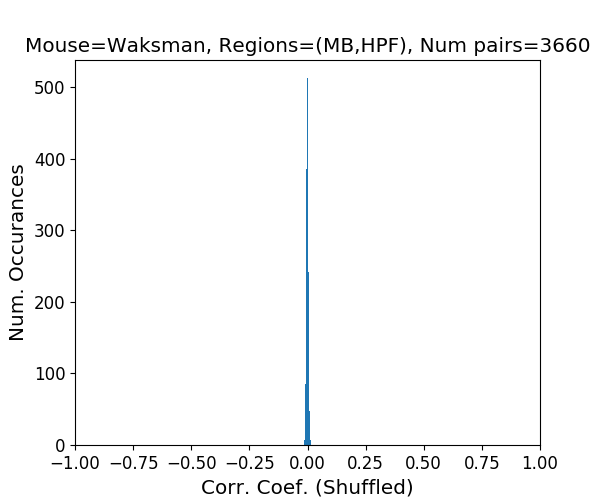 Mouse=Waksman, Regions=(MB,HPF), Num pairs=3660
Num. Occurances
500
400
300
200
100
0
−1.00 −0.75 −0.50 −0.25 0.00 0.25 0.50 0.75 1.00
Corr. Coef. (Shuffled)